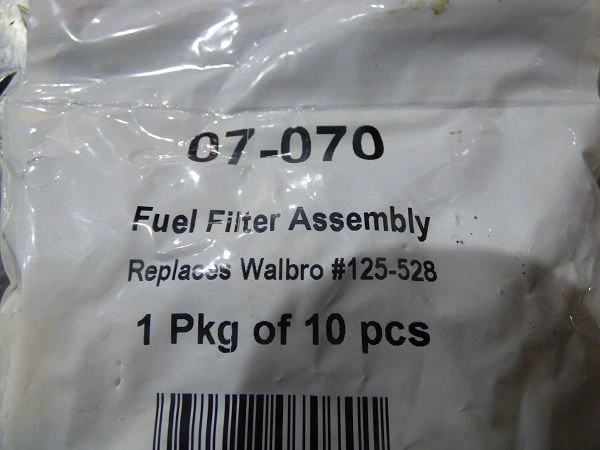 07-070
Fuel Filter Assembly
Replaces Walbro #125-528
1 Pkg of 10 pcs